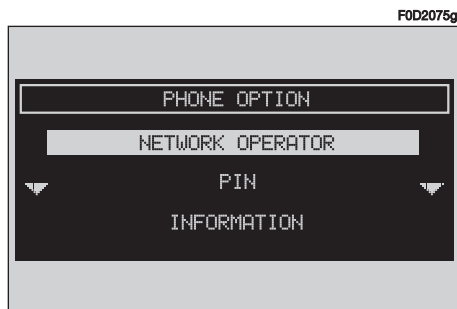 F0D2075g
PHONE OPTION
NETWORK OPERATOR
PIN
INFORMATION